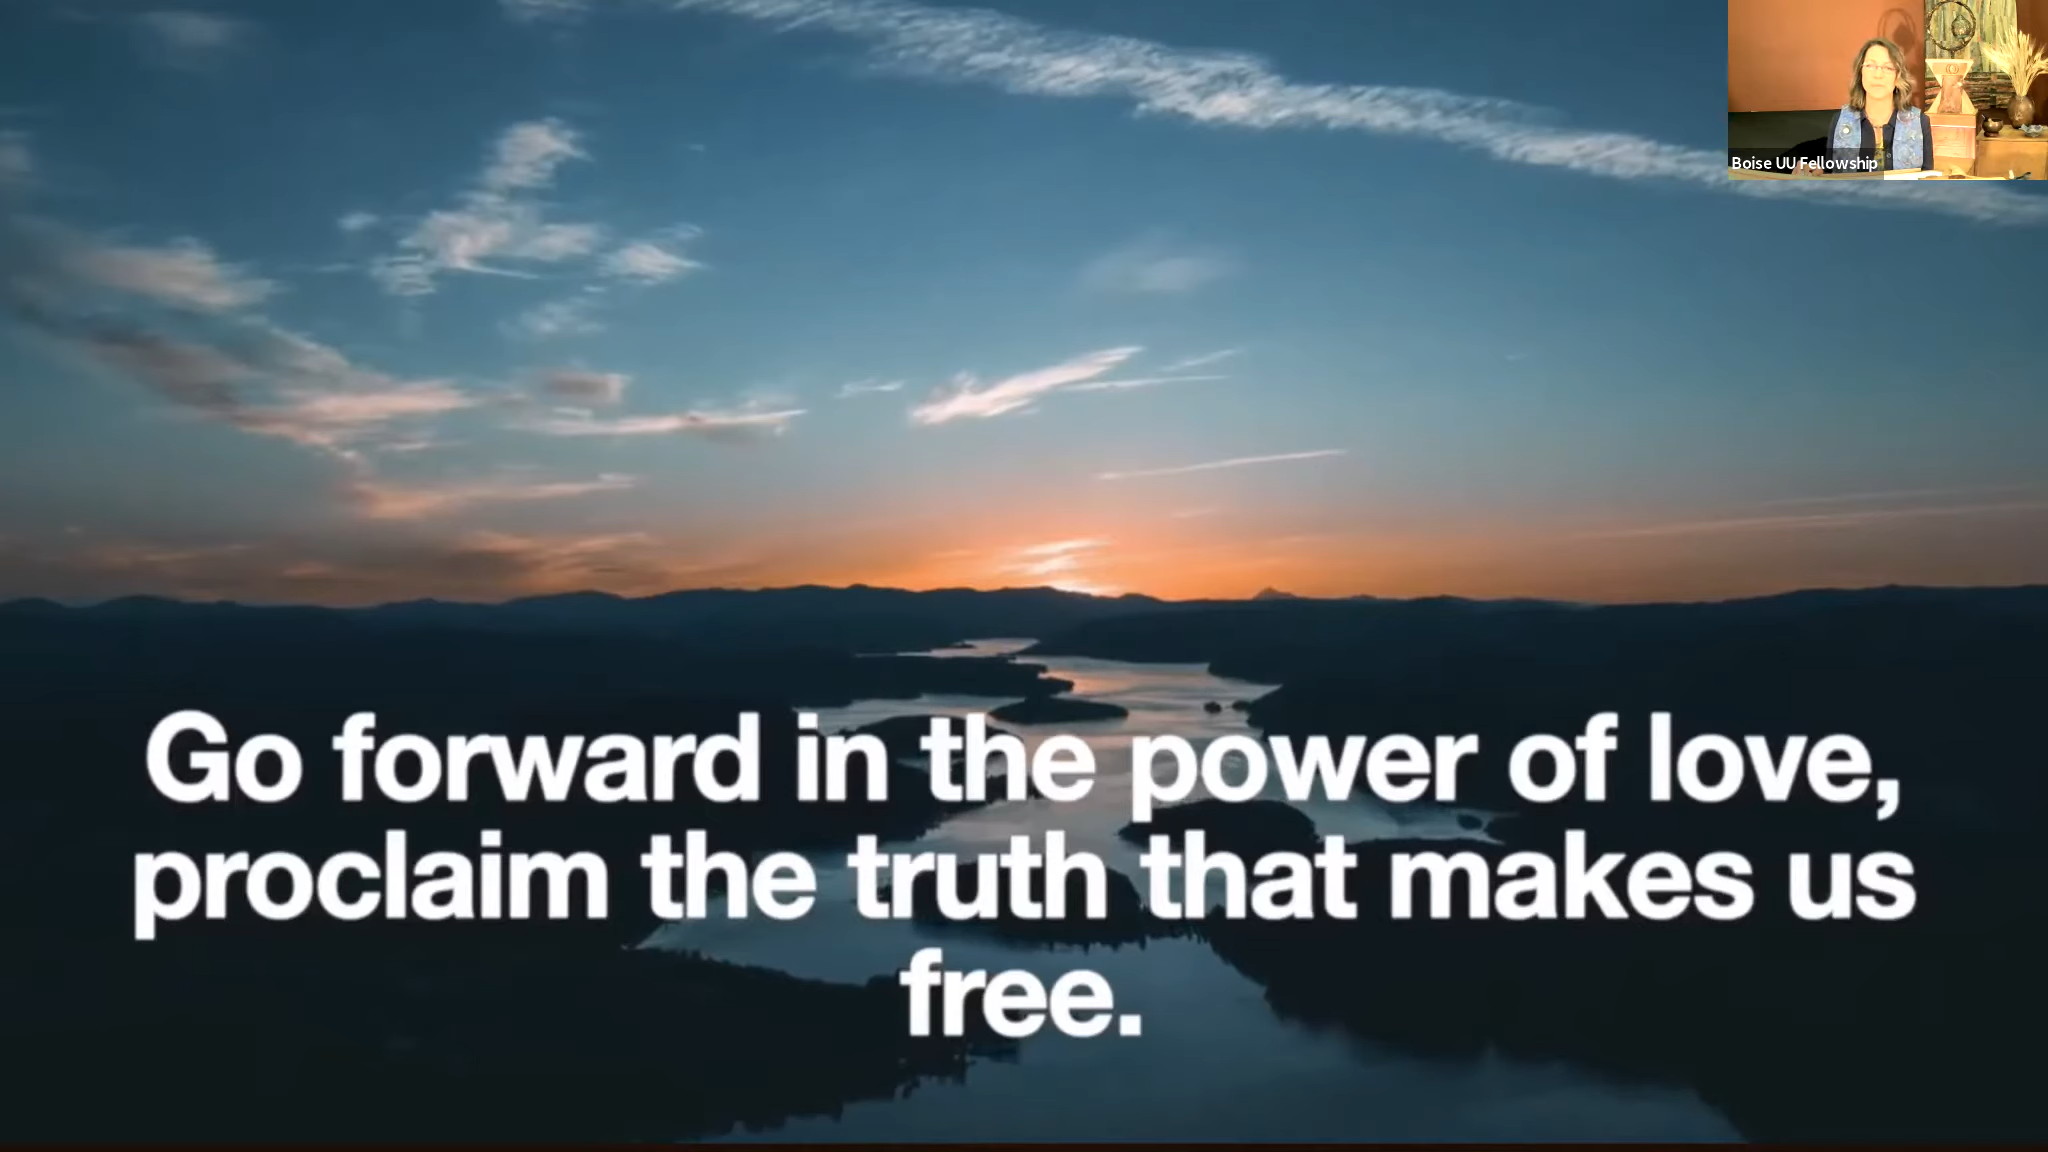 Boise UU Fellowship
Go forward in the power of love,
proclaim the truth that makes us
free.